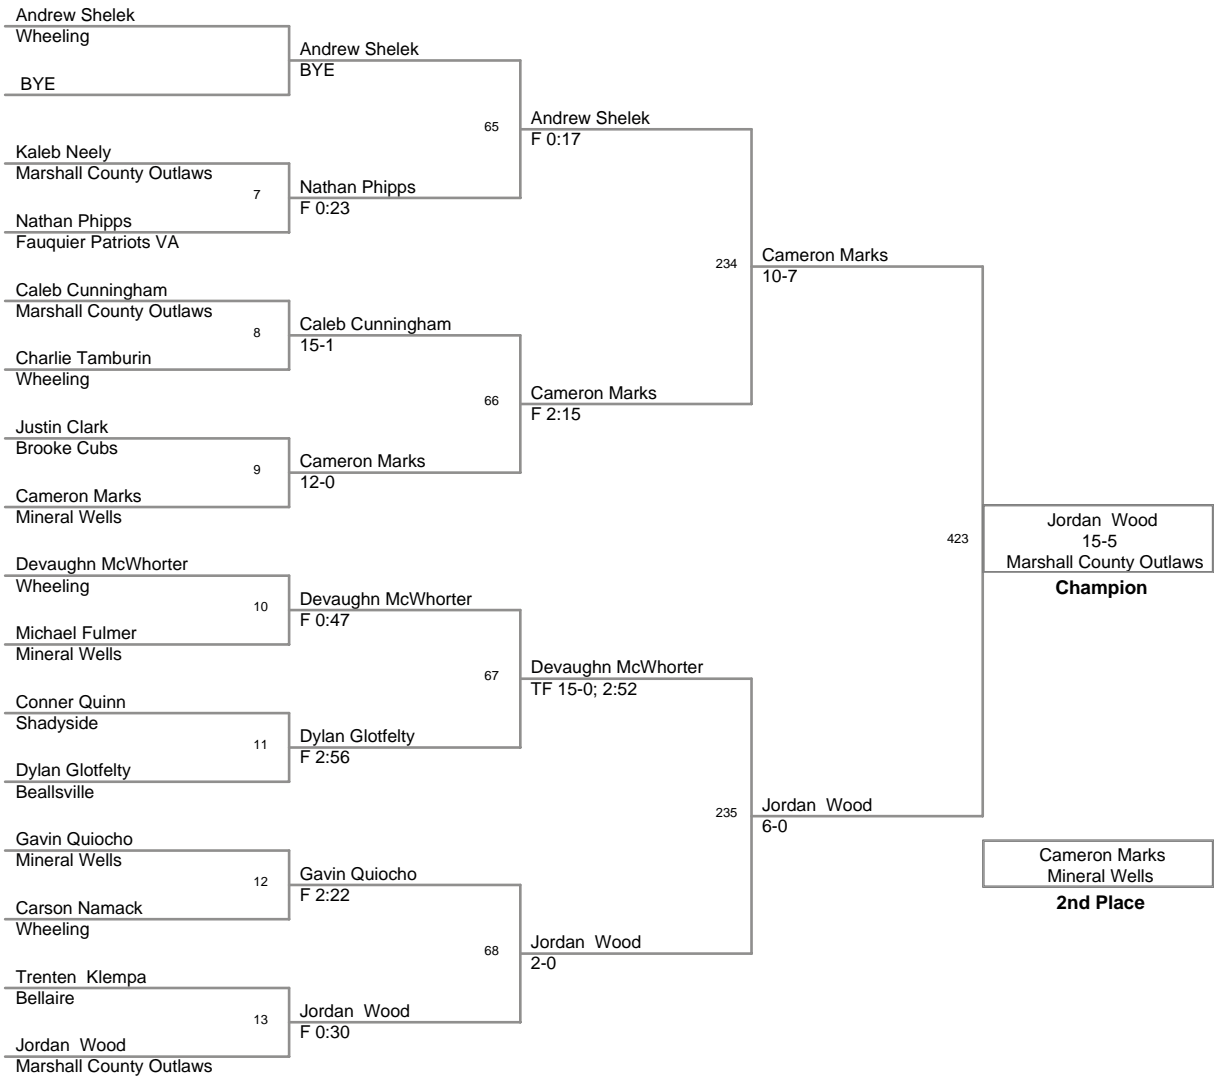 Andrew Shelek
Wheeling
BYE
Andrew Shelek
BYE
Kaleb Neely
Marshall County Outlaws
7
Nathan Phipps
Fauquier Patriots VA
Nathan Phipps
F 0:23
65
Andrew Shelek
F 0:17
Caleb Cunningham
Marshall County Outlaws
8
Charlie Tamburin
Wheeling
Caleb Cunningham
15-1
Justin Clark
Brooke Cubs
9
Cameron Marks
Mineral Wells
Cameron Marks
12-0
66
Cameron Marks
F 2:15
234
Cameron Marks
10-7
Devaughn McWhorter
Wheeling
10
Michael Fulmer
Mineral Wells
Devaughn McWhorter
F 0:47
Conner Quinn
Shadyside
11
Dylan Glotfelty
Beallsville
Dylan Glotfelty
F 2:56
67
Devaughn McWhorter
TF 15-0; 2:52
Gavin Quiocho
Mineral Wells
12
Carson Namack
Wheeling
Gavin Quiocho
F 2:22
Trenten Klempa
Bellaire
13
Jordan Wood
Marshall County Outlaws
Jordan Wood
F 0:30
68
Jordan Wood
2-0
235
Jordan Wood
6-0
423
Jordan Wood
15-5
Marshall County Outlaws
Champion
Cameron Marks
Mineral Wells
2nd Place